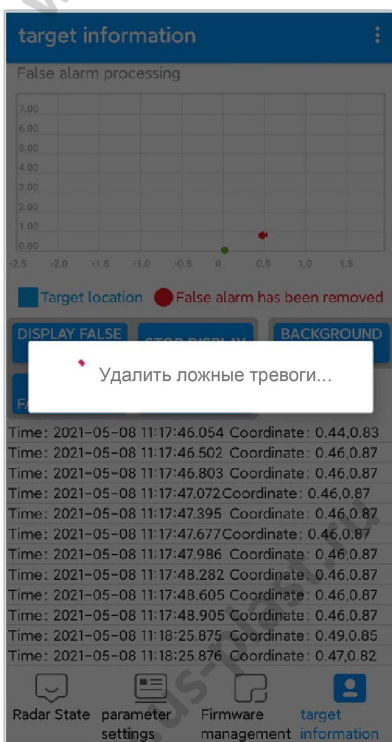 target information
False alarm processing
7.00
6.00
5.00
4.00
3.00
2.00
1.00
0.00
-2.5 -2.0 -1.5 -1.0 -0.5 0 0.5 1.0 1.5
Target location False alarm has been removed
DISPLAY FALSE STOP DISPLAY BACKGROUND
Удалить ложные тревоги...
Time: 2021-05-08 11:17:46.054 Coordinate: 0.44,0.83
Time: 2021-05-08 11:17:46.502 Coordinate: 0.46,0.87
Time: 2021-05-08 11:17:46.803 Coordinate: 0.46,0.87
Time: 2021-05-08 11:17:47.072 Coordinate: 0.46,0.87
Time: 2021-05-08 11:17:47.395 Coordinate: 0.46,0.87
Time: 2021-05-08 11:17:47.677 Coordinate: 0.46,0.87
Time: 2021-05-08 11:17:47.986 Coordinate: 0.46,0.87
Time: 2021-05-08 11:17:48.282 Coordinate: 0.46,0.87
Time: 2021-05-08 11:17:48.605 Coordinate: 0.46,0.87
Time: 2021-05-08 11:17:48.905 Coordinate: 0.46,0.87
Time: 2021-05-08 11:18:25.875 Coordinate: 0.49,0.85
Time: 2021-05-08 11:18:25.876 Coordinate: 0.47,0.82
Radar State parameter Firmware target
settings management information